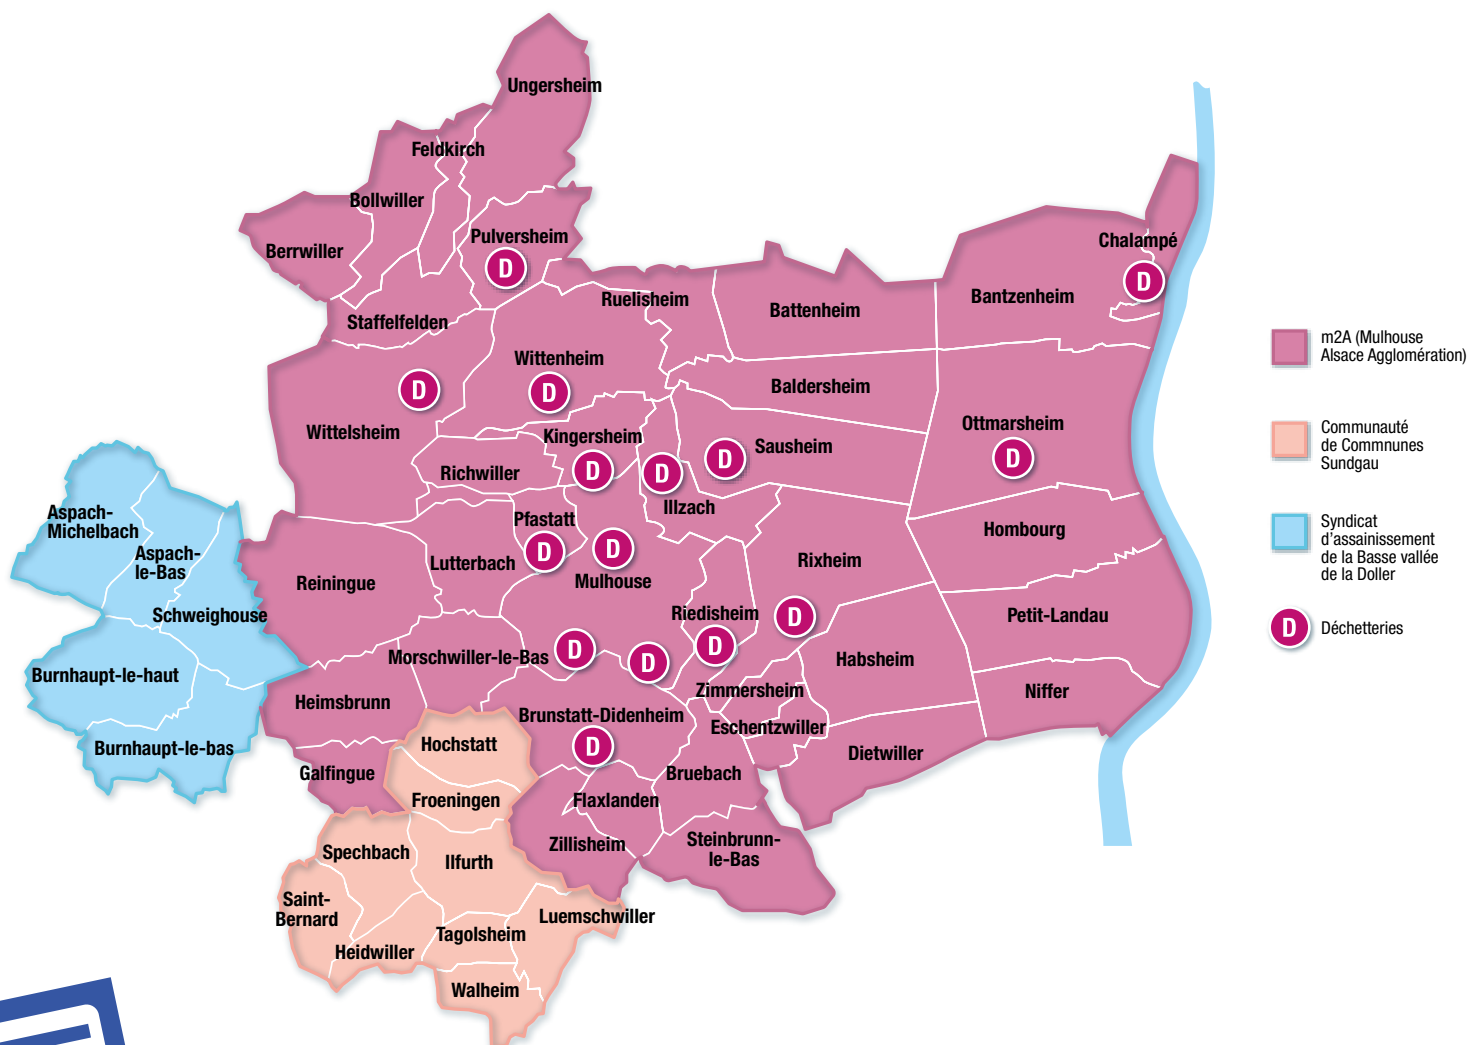 Ungersheim
Feldkirch
Bollwiller
Berrwiller
Pulversheim
D
Staffelfelden
Ruelisheim
Battenheim
Bantzenheim
Chalampé
D
Wittenheim
D
D
Wittelsheim
Baldersheim
Ottmarsheim
D
Kingersheim
D
Richwiller
D
Illzach
D
Sausheim
Aspach-
Michelbach
Aspach-
le-Bas
Schweighouse
Burnhaupt-le-haut
Burnhaupt-le-bas
Reiningue
Lutterbach
Pfastatt
D
D
Mulhouse
Rixheim
D
Hombourg
Petit-Landau
Niffer
Riedisheim
D
Morschwiller-le-Bas
D
D
Habsheim
Zimmersheim
Eschentzwiller
Dietwiller
Heimsbrunn
Galfingue
Brunstatt-Didenheim
D
Bruebach
Flaxlanden
Zillisheim
Steinbrunn-
le-Bas
Hochstatt
Froeningen
Spechbach
Ilfurth
Saint-
Bernard
Heidwiller
Tagolsheim
Luemschwiller
Walheim
m2A (Mulhouse
Alsace Agglomération)
Communauté
de Commnunes
Sundgau
Syndicat
d'assainissement
de la Basse vallée
de la Doller
D Déchetteries